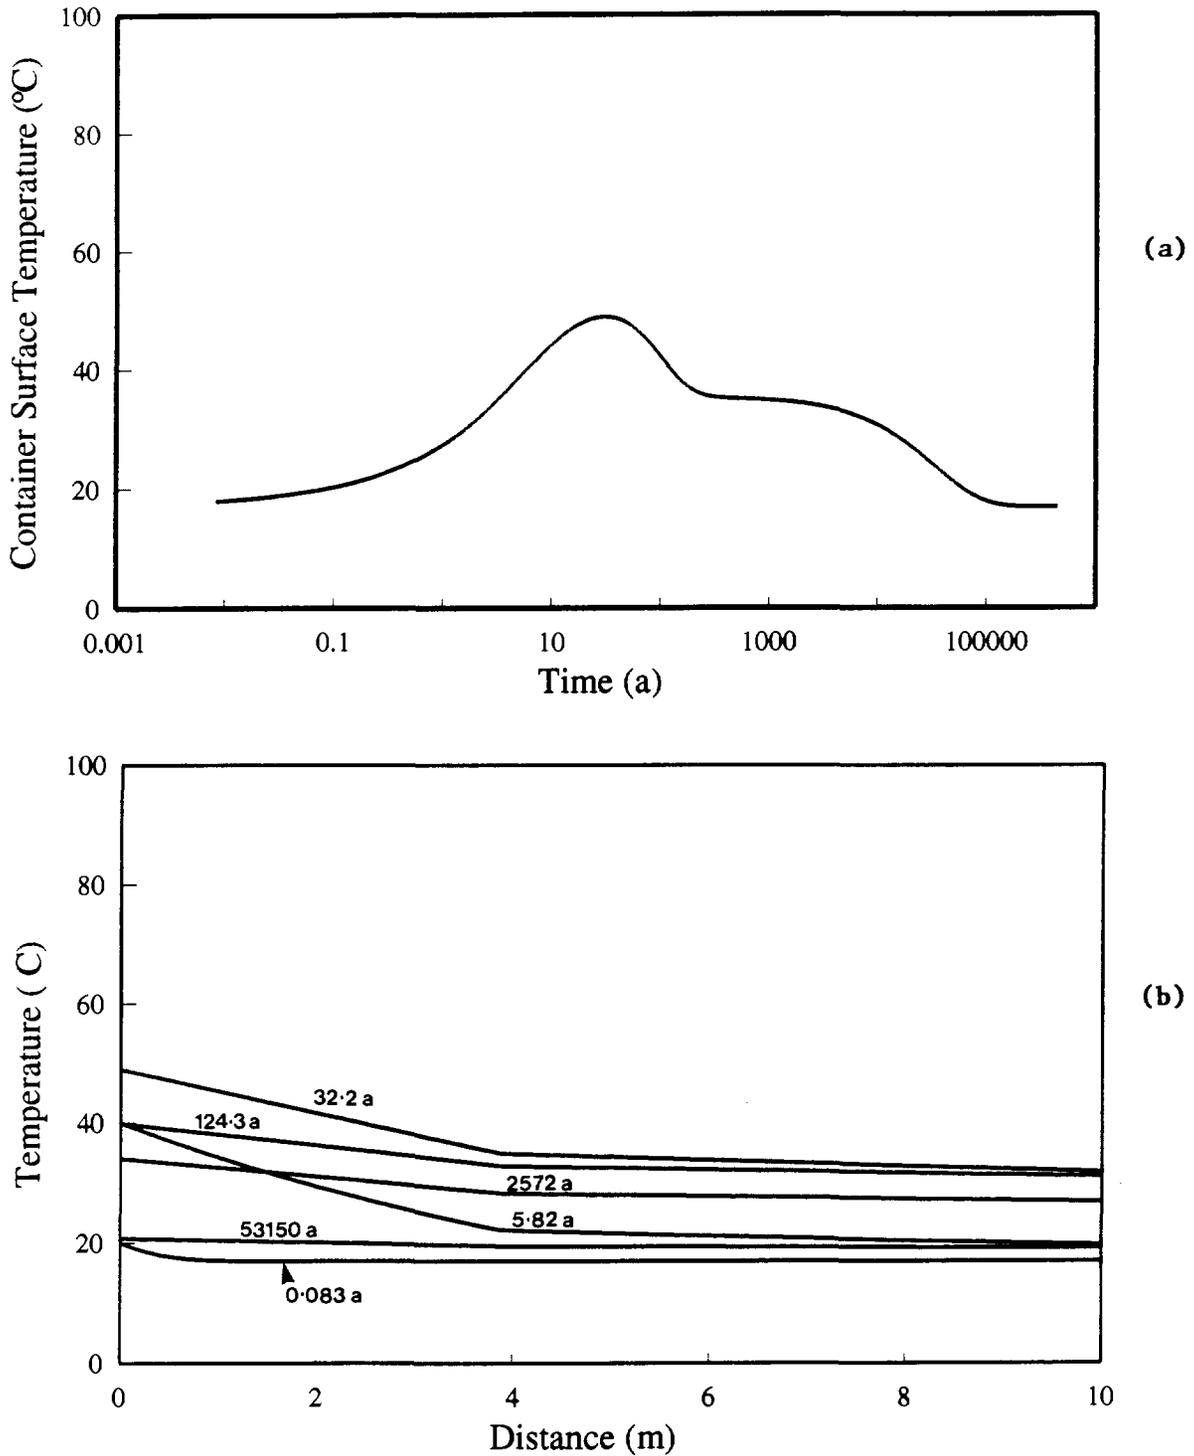 100
80
60
40
20
0
Container Surface Temperature (°C)
0.001
0.1
10
1000
100000
Time (a)
(a)
100
80
60
40
20
0
Temperature ( C)
32·2 a
124·3 a
2572 a
5·82 a
53150 a
0·083 a
0
2
4
6
8
10
Distance (m)
(b)